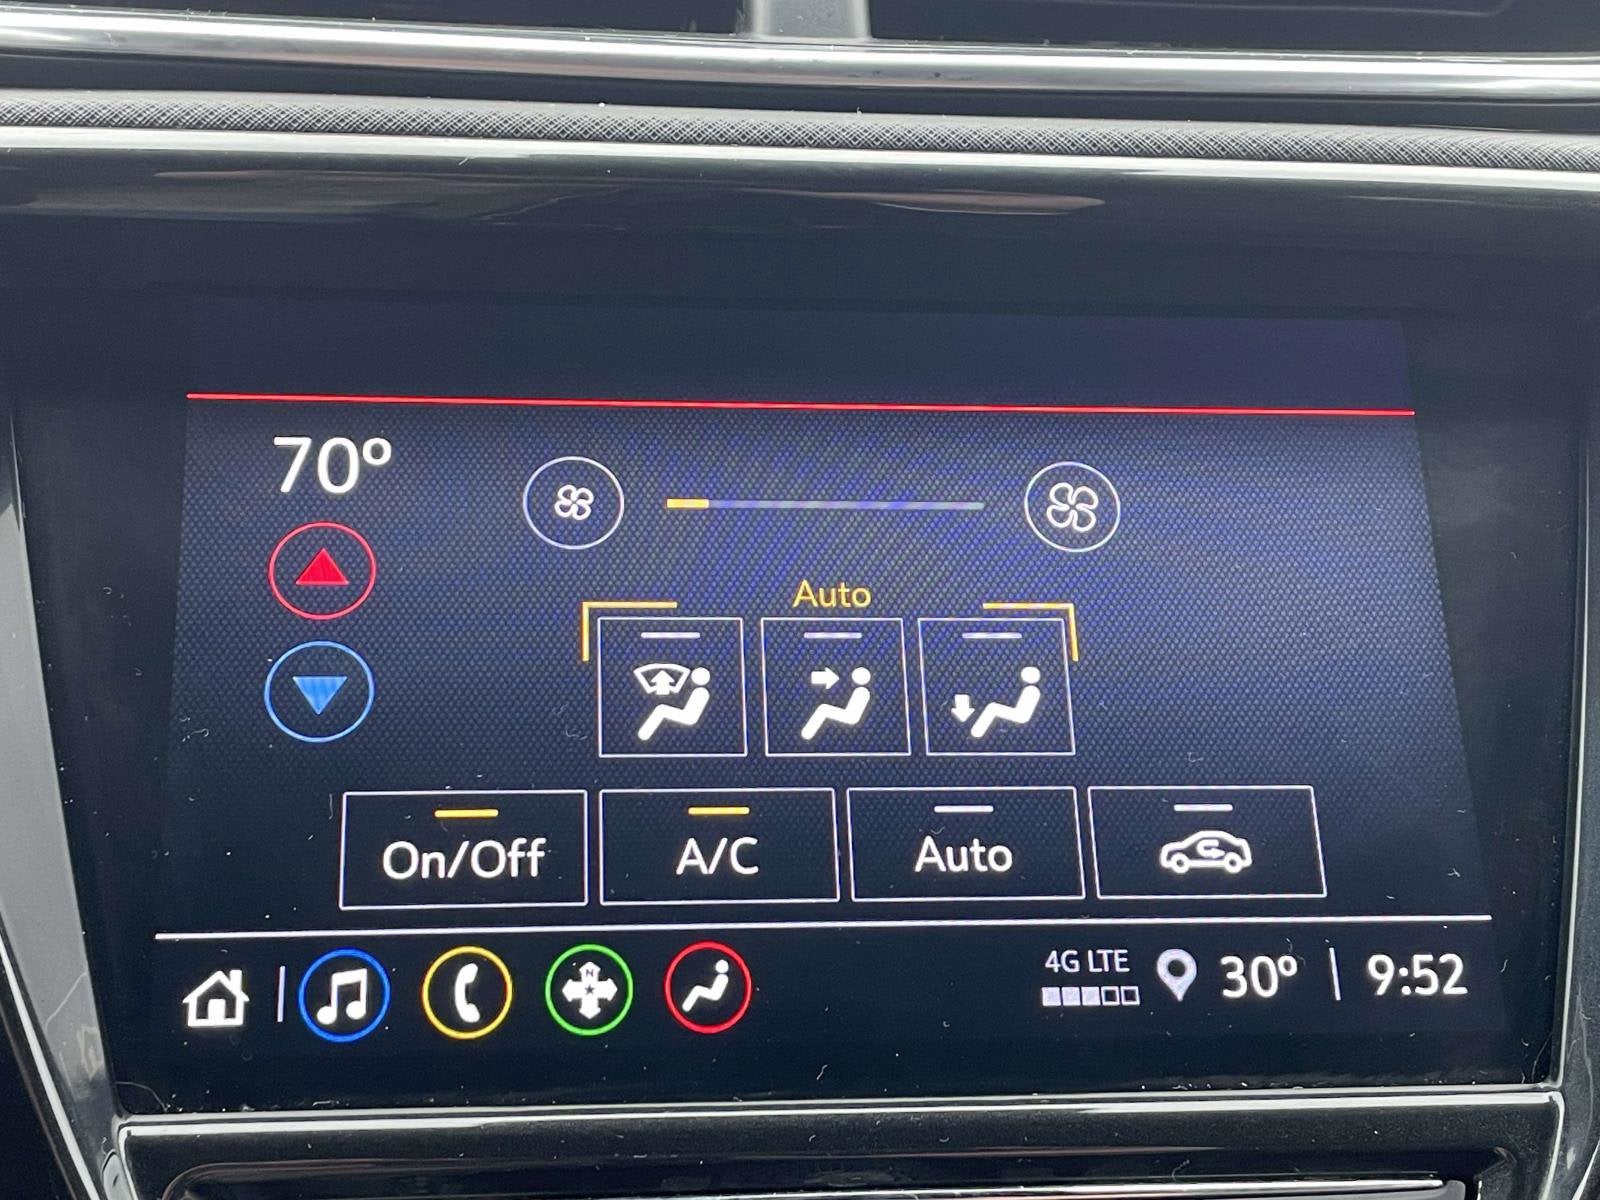 70°
Auto
On/Off
A/C
Auto
N
4G LTE
30°
9:52